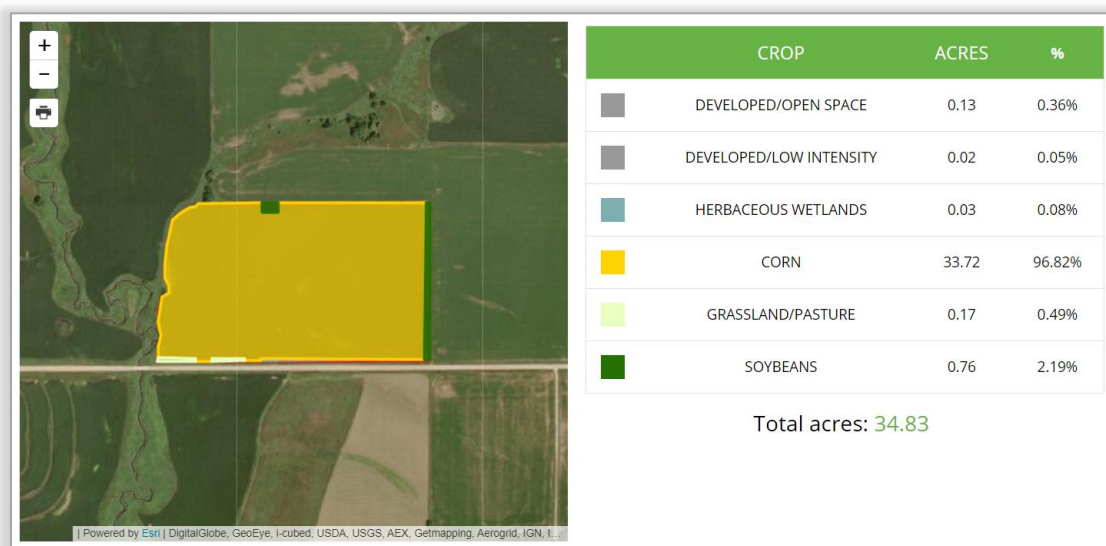 +
−
CROP ACRES %
DEVELOPED/OPEN SPACE 0.13 0.36%
DEVELOPED/LOW INTENSITY 0.02 0.05%
HERBACEOUS WETLANDS 0.03 0.08%
CORN 33.72 96.82%
GRASSLAND/PASTURE 0.17 0.49%
SOYBEANS 0.76 2.19%
Total acres: 34.83
| Powered by Esri | DigitalGlobe, GeoEye, i-cubed, USDA, USGS, AEX, Getmapping, Aerogrid, IGN, I...